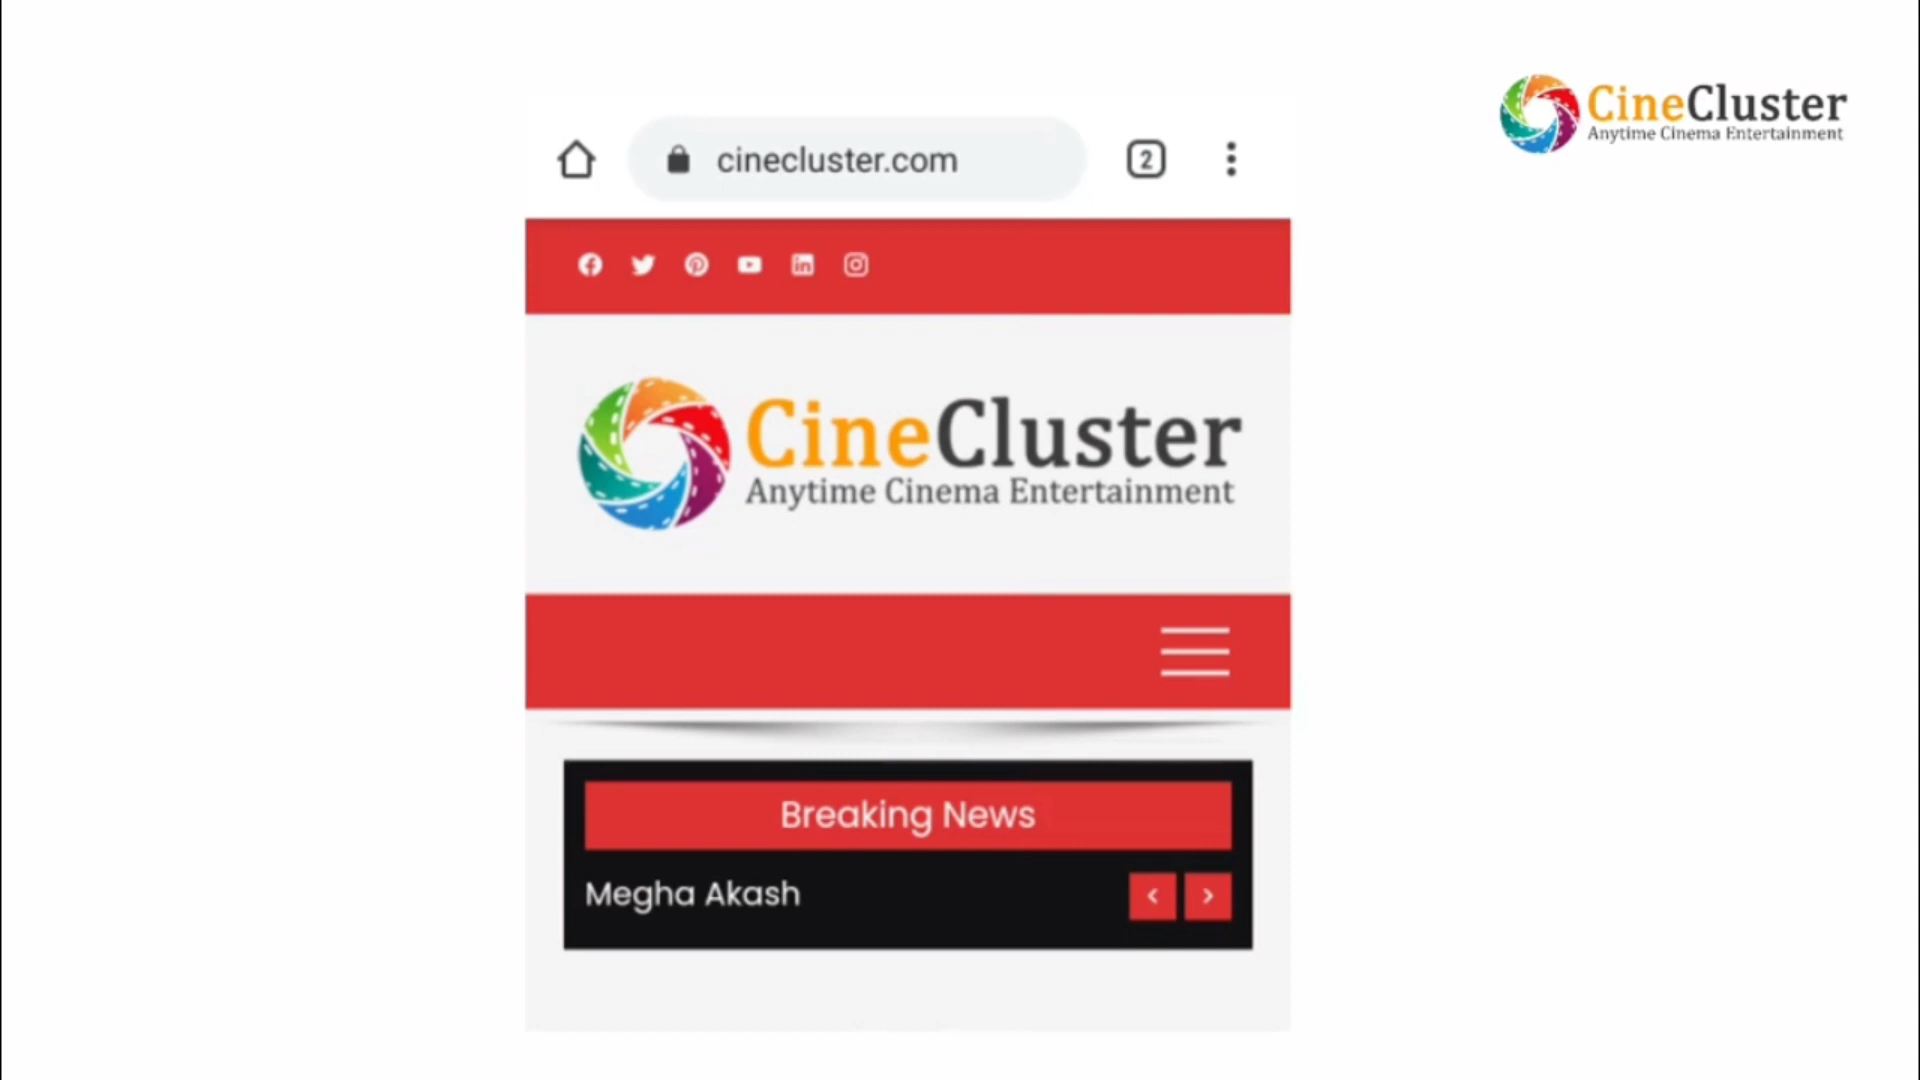 cinecluster.com
2
CineCluster
Anytime Cinema Entertainment
CineCluster
Anytime Cinema Entertainment
Breaking News
Megha Akash